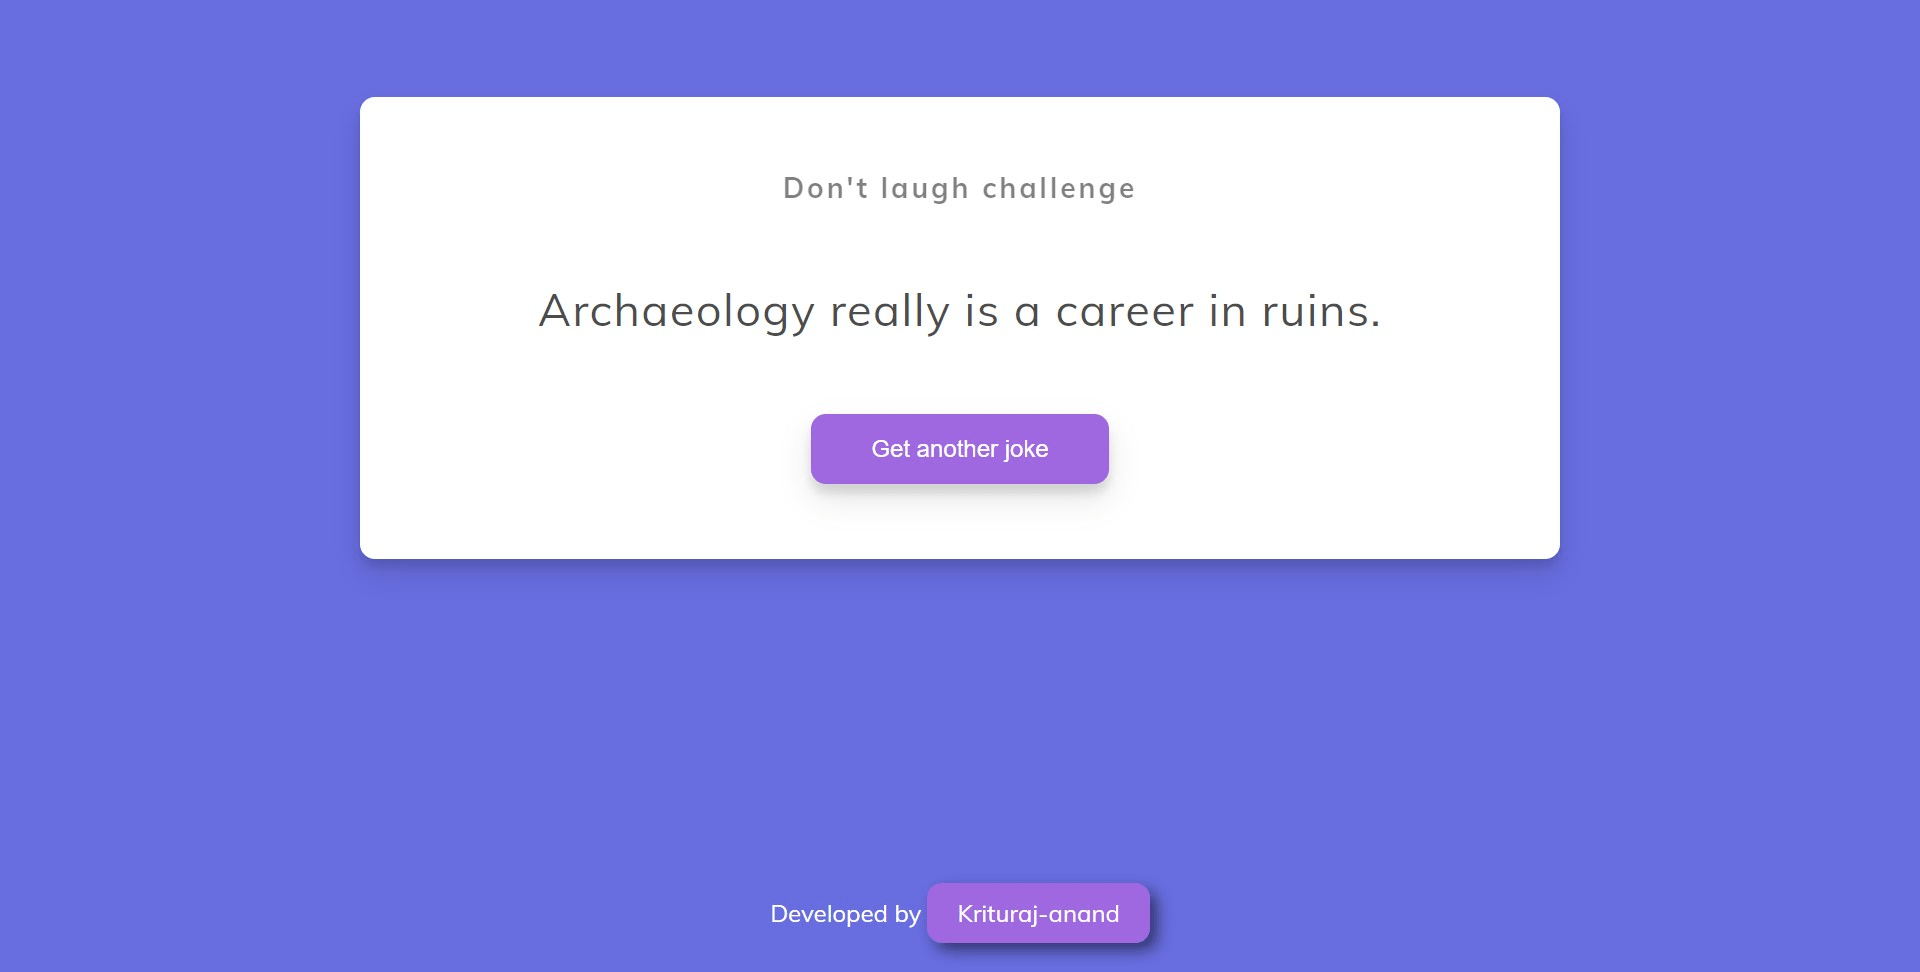 Don't laugh challenge
Archaeology really is a career in ruins.
Get another joke
Developed by Krituraj-anand